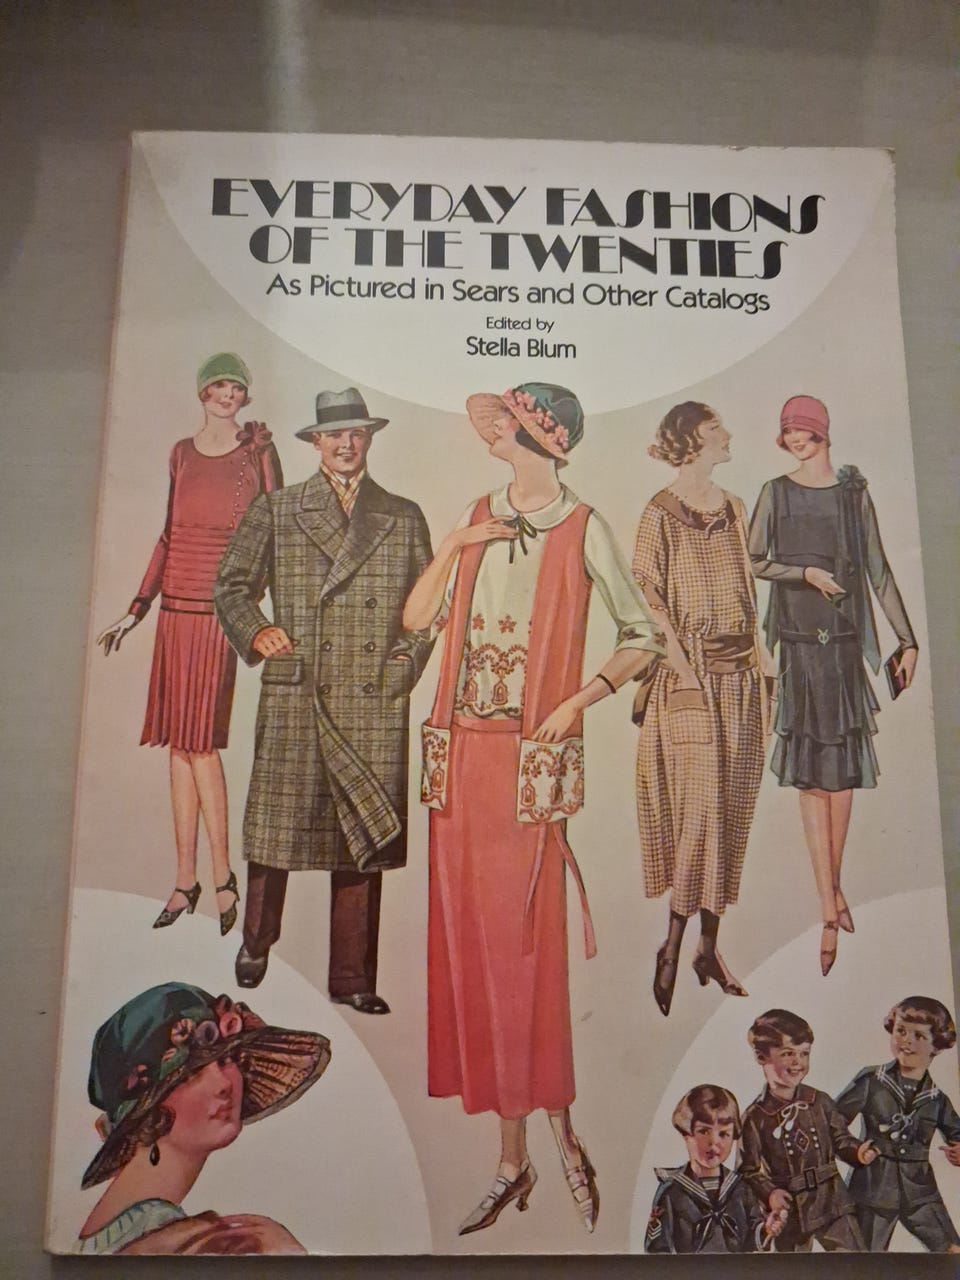 EVERYDAY FASHIONS
OF THE TWENTIES
As Pictured in Sears and Other Catalogs
Edited by
Stella Blum